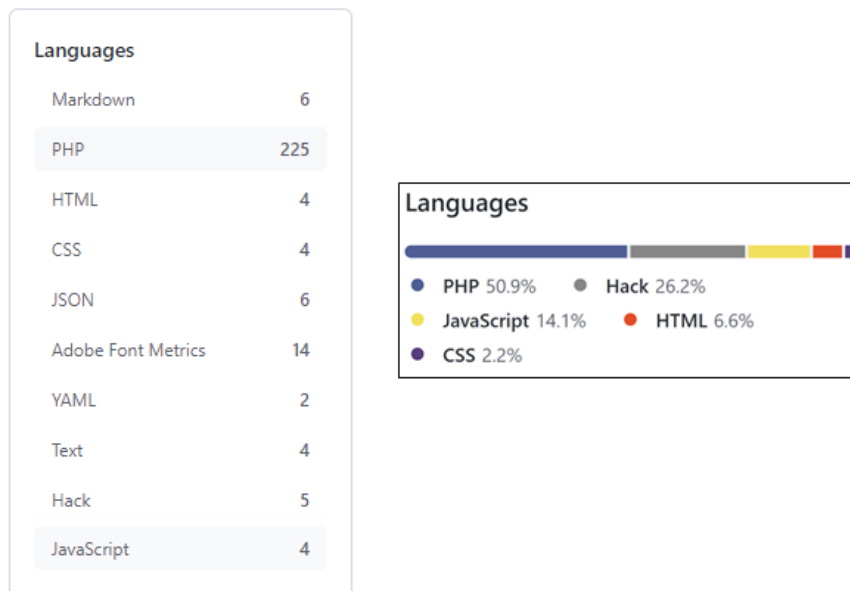 Languages
Markdown 6
PHP 225
HTML 4
CSS 4
JSON 6
Adobe Font Metrics 14
YAML 2
Text 4
Hack 5
JavaScript 4
Languages
PHP 50.9% Hack 26.2%
JavaScript 14.1% HTML 6.6%
CSS 2.2%